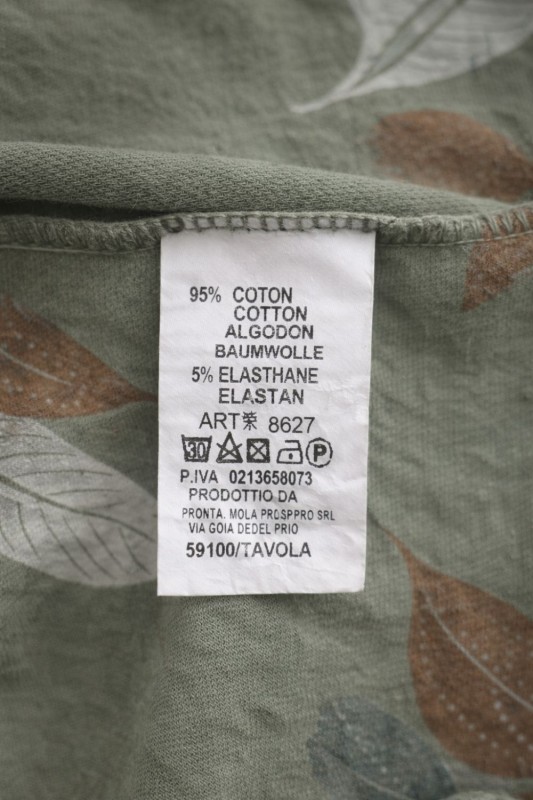 95% COTON
COTTON
ALGODON
BAUMWOLLE
5% ELASTHANE
ELASTAN
ART※ 8627
30 P
P.IVA 0213658073
PRODOTTIO DA
PRONTA. MOLA PROSPPRO SRL
VIA GOIA DEDEL PRIO
59100/TAVOLA